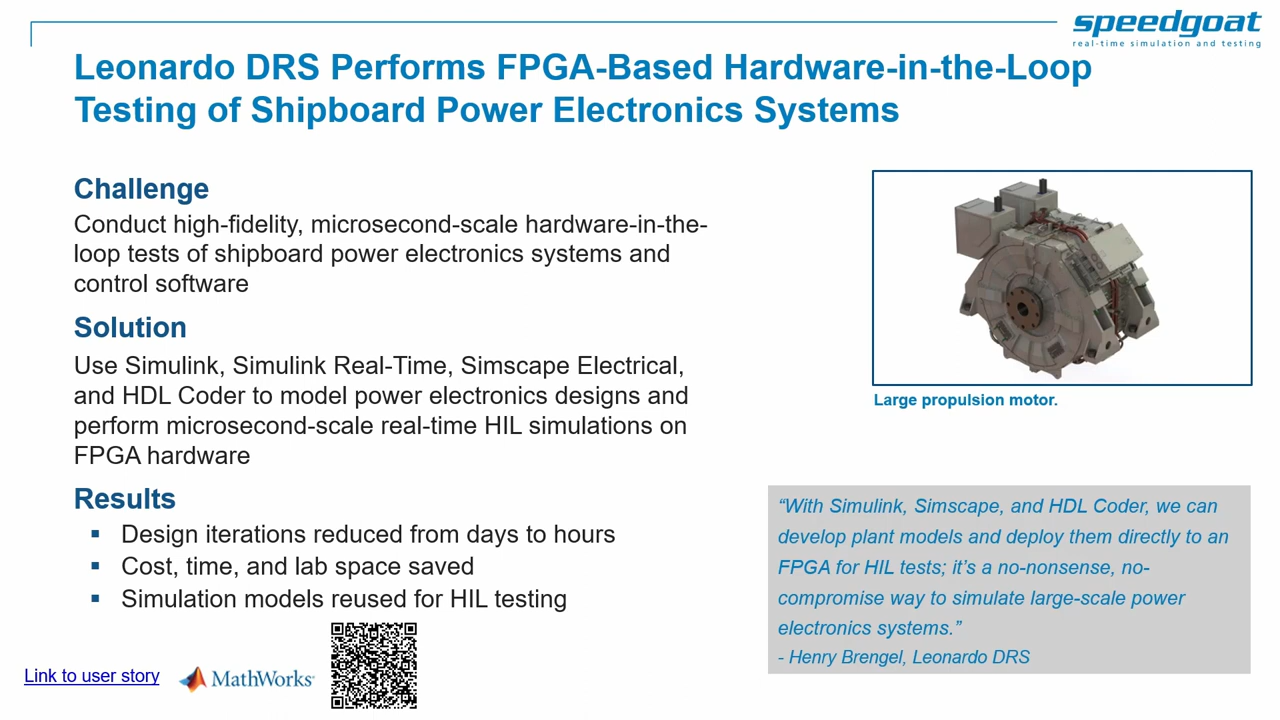 speedgoat
real-time simulation and testing
Leonardo DRS Performs FPGA-Based Hardware-in-the-Loop
Testing of Shipboard Power Electronics Systems
Challenge
Conduct high-fidelity, microsecond-scale hardware-in-the-
loop tests of shipboard power electronics systems and
control software
Solution
Use Simulink, Simulink Real-Time, Simscape Electrical,
and HDL Coder to model power electronics designs and
perform microsecond-scale real-time HIL simulations on
FPGA hardware
Results
▪ Design iterations reduced from days to hours
▪ Cost, time, and lab space saved
▪ Simulation models reused for HIL testing
Large propulsion motor.
“With Simulink, Simscape, and HDL Coder, we can
develop plant models and deploy them directly to an
FPGA for HIL tests; it’s a no-nonsense, no-
compromise way to simulate large-scale power
electronics systems.”
- Henry Brengel, Leonardo DRS
Link to user story
MathWorks